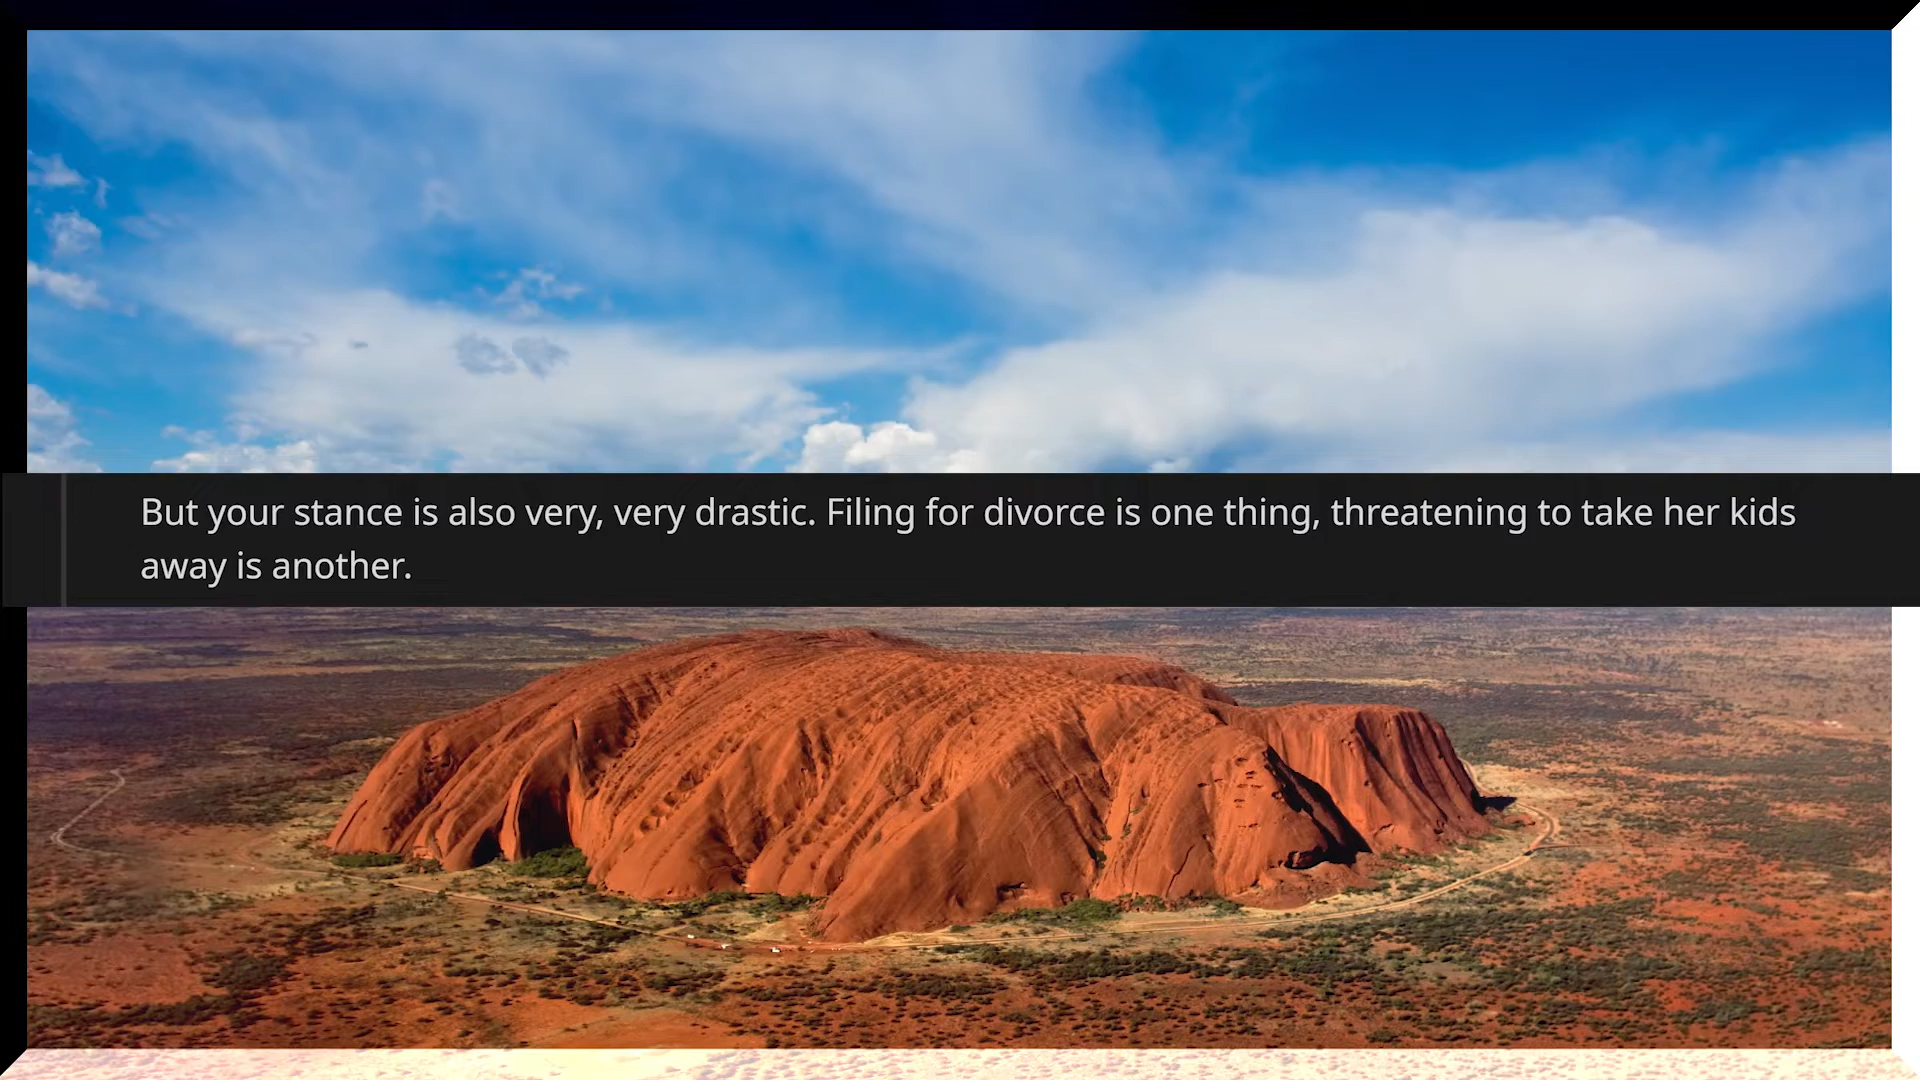 But your stance is also very, very drastic. Filing for divorce is one thing, threatening to take her kids
away is another.